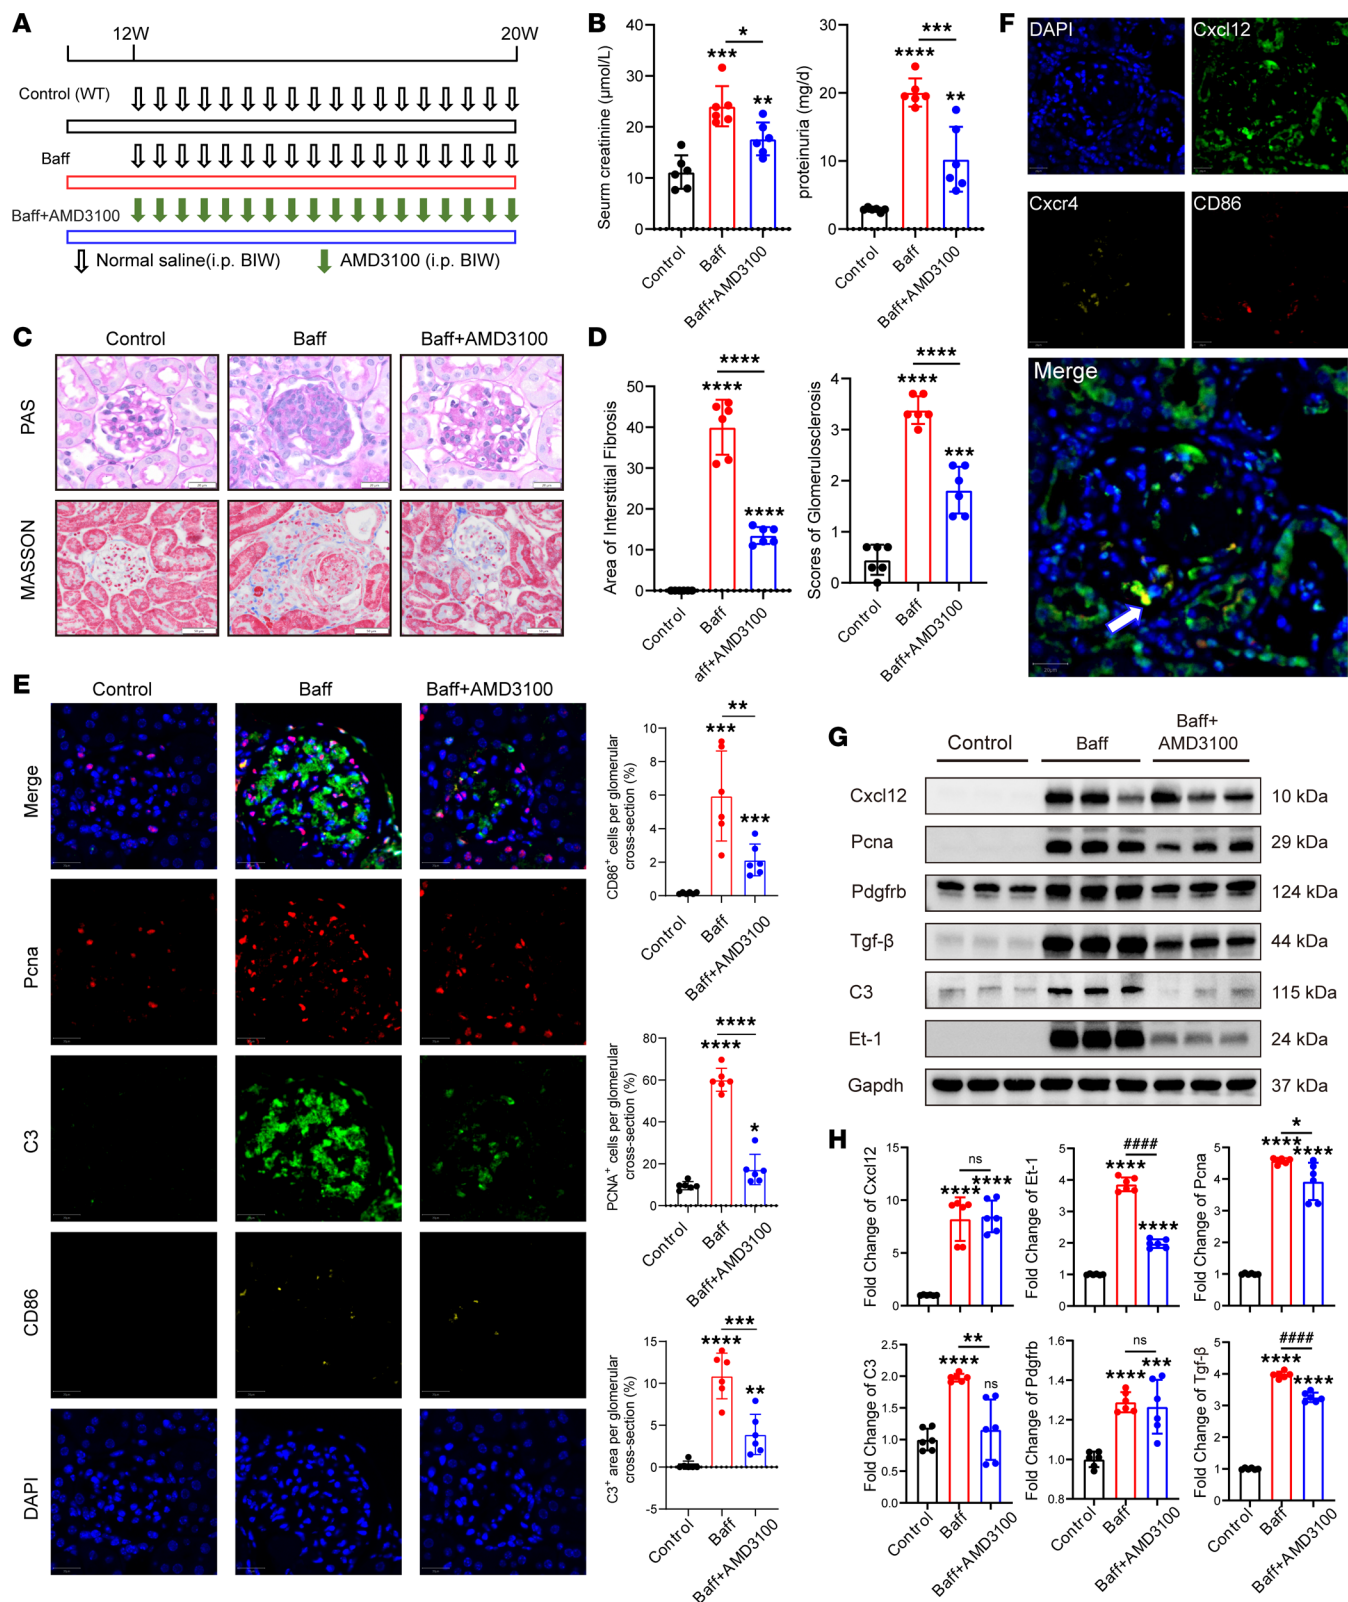 A
12W
20W
Control (WT)
Baff
Baff+AMD3100
Normal saline(i.p. BIW)
AMD3100 (i.p. BIW)
B
Seurm creatinine (μmol/L)
40
30
20
10
0
***
*
**
Control
Baff
Baff+AMD3100
proteinuria (mg/d)
30
20
10
0
****
***
**
Control
Baff
Baff+AMD3100
C
Control
Baff
Baff+AMD3100
PAS
MASSON
D
Area of Interstitial Fibrosis
50
40
30
20
10
0
****
****
****
Control
Baff
aff+AMD3100
Scores of Glomerulosclerosis
4
3
2
1
0
****
****
***
Control
Baff
Baff+AMD3100
E
Control
Baff
Baff+AMD3100
Merge
Pcna
C3
CD86
DAPI
CD86+ cells per glomerular
cross-section (%)
10
8
6
4
2
0
**
***
***
Control
Baff
Baff+AMD3100
PCNA+ cells per glomerular
cross-section (%)
80
60
40
20
0
****
****
*
Control
Baff
Baff+AMD3100
C3+ area per glomerular
cross-section (%)
15
10
5
0
-5
***
****
**
Control
Baff
Baff+AMD3100
F
DAPI
Cxcl12
Cxcr4
CD86
Merge
20μm
G
Control
Baff
Baff+
AMD3100
Cxcl12
10 kDa
Pcna
29 kDa
Pdgfrb
124 kDa
Tgf-β
44 kDa
C3
115 kDa
Et-1
24 kDa
Gapdh
37 kDa
H
Fold Change of Cxcl12
15
10
5
0
ns
****
****
Fold Change of Et-1
5
4
3
2
1
0
####
****
****
Fold Change of Pcna
5
4
3
2
1
0
*
****
****
Fold Change of C3
2.5
2.0
1.5
1.0
0.5
0.0
**
****
ns
Control
Baff
Baff+AMD3100
Fold Change of Pdgfrb
1.6
1.4
1.2
1.0
0.8
ns
****
***
Control
Baff
Baff+AMD3100
Fold Change of Tgf-β
5
4
3
2
1
0
####
****
****
Control
Baff
Baff+AMD3100